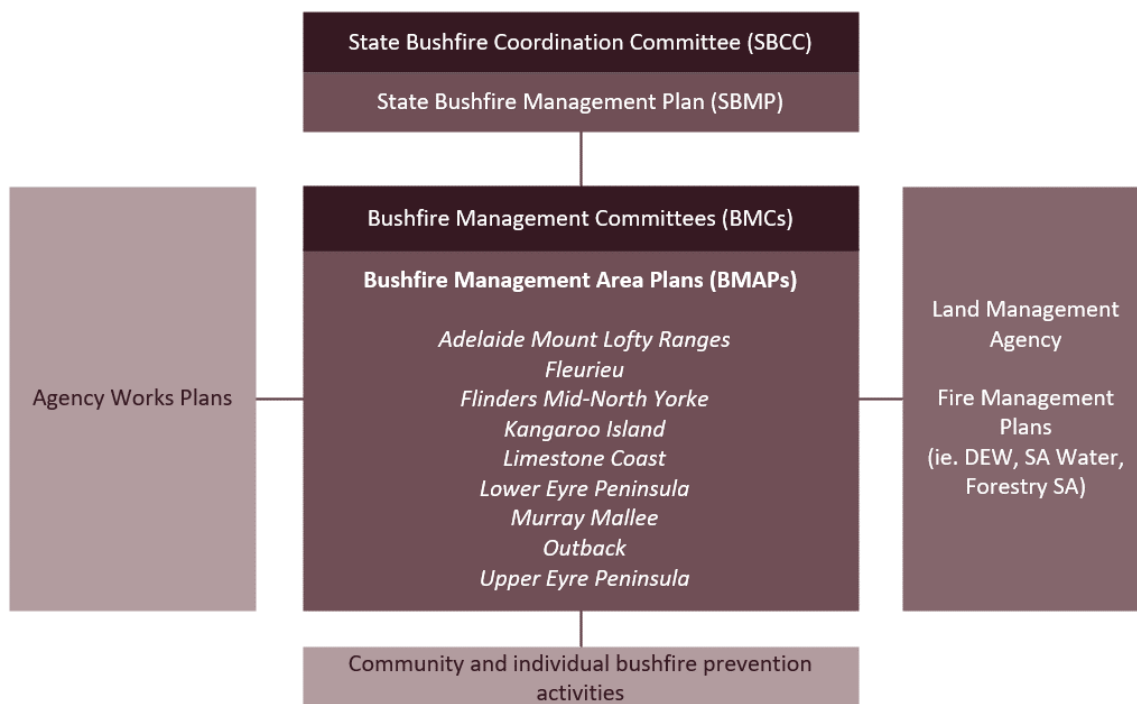 State Bushfire Coordination Committee (SBCC)
State Bushfire Management Plan (SBMP)
Bushfire Management Committees (BMCs)
Bushfire Management Area Plans (BMAPs)
Adelaide Mount Lofty Ranges
Fleurieu
Flinders Mid-North Yorke
Kangaroo Island
Limestone Coast
Lower Eyre Peninsula
Murray Mallee
Outback
Upper Eyre Peninsula
Agency Works Plans
Land Management
Agency
Fire Management
Plans
(ie. DEW, SA Water,
Forestry SA)
Community and individual bushfire prevention
activities